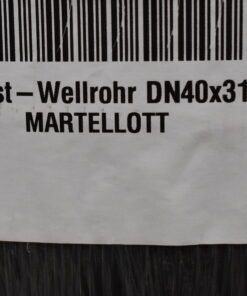 st – Wellrohr DN40x31
MARTELLOTT